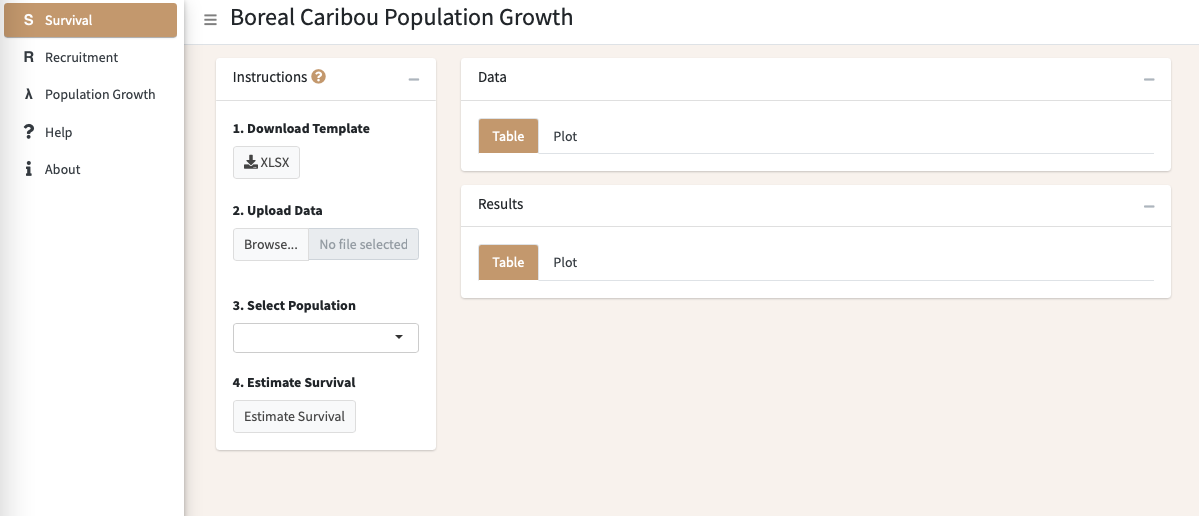 S Survival
R Recruitment
λ Population Growth
? Help
i About
Boreal Caribou Population Growth
Instructions ?
1. Download Template
XLSX
2. Upload Data
Browse... No file selected
3. Select Population
4. Estimate Survival
Estimate Survival
Data
Table Plot
Results
Table Plot